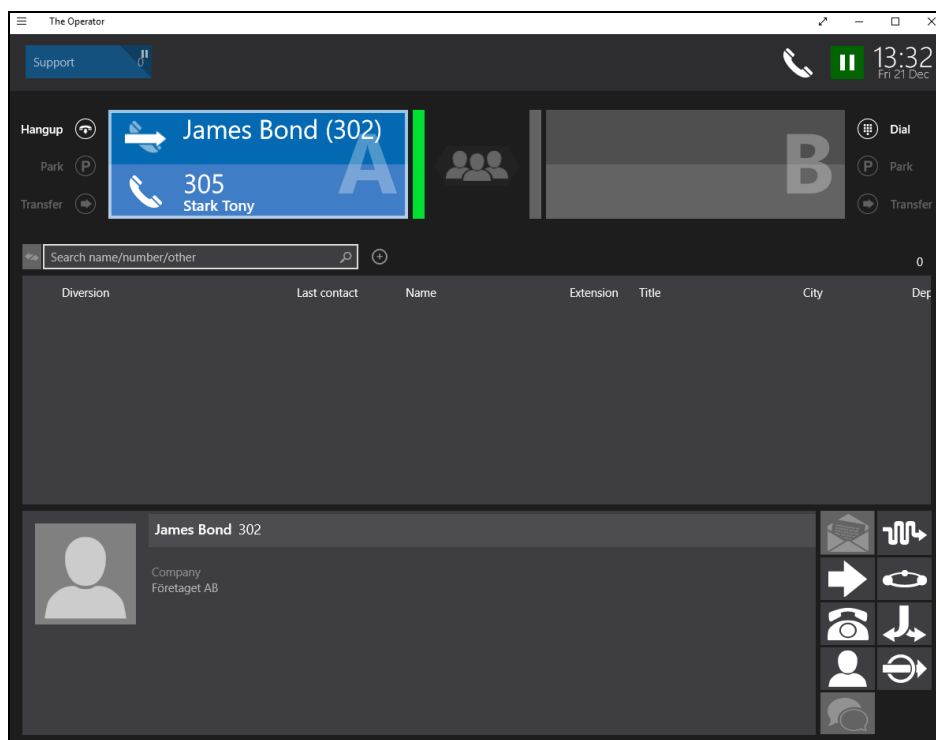 The Operator
Support 0
13:32
Fri 21 Dec
Hangup
Park P
Transfer
James Bond (302)
A
305
Stark Tony
B
Dial
P Park
Transfer
Search name/number/other
0
Diversion Last contact Name Extension Title City Dep
James Bond 302
Company
Företaget AB